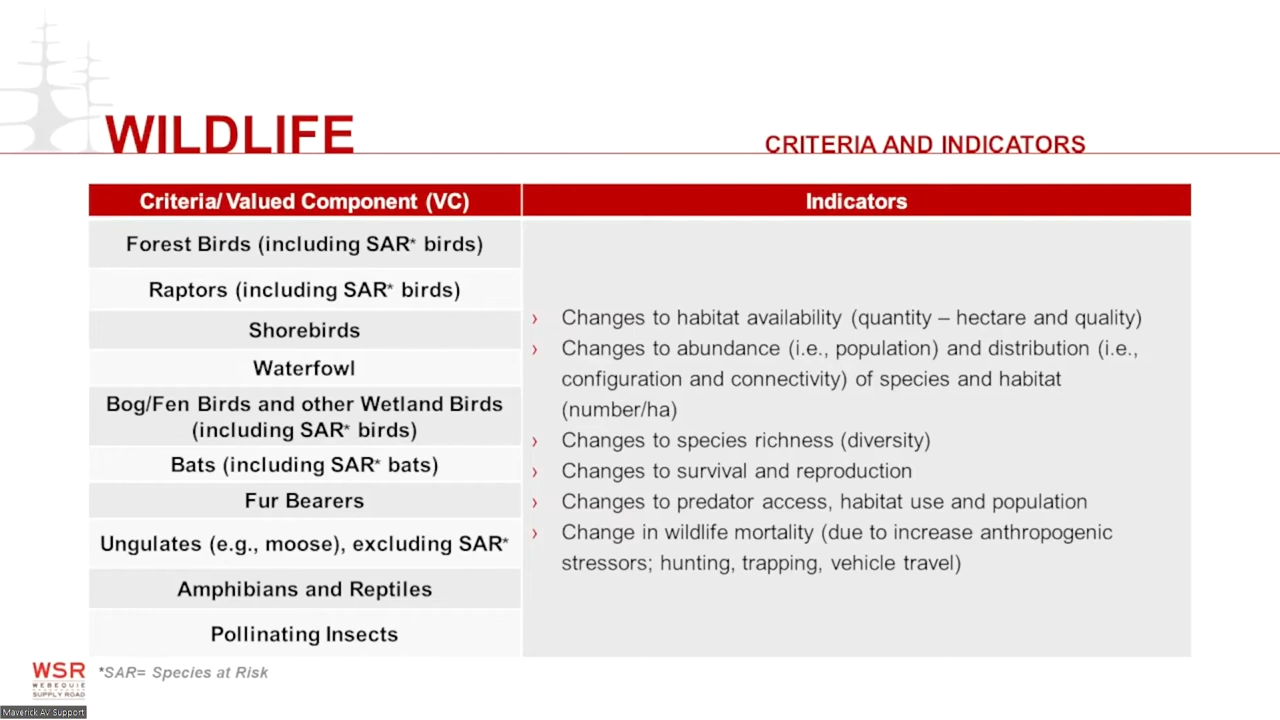 WILDLIFE
CRITERIA AND INDICATORS
Criteria/ Valued Component (VC)
Indicators
Forest Birds (including SAR* birds)
Raptors (including SAR* birds)
Shorebirds
Waterfowl
Bog/Fen Birds and other Wetland Birds
(including SAR* birds)
Bats (including SAR* bats)
Fur Bearers
Ungulates (e.g., moose), excluding SAR*
Amphibians and Reptiles
Pollinating Insects
› Changes to habitat availability (quantity – hectare and quality)
› Changes to abundance (i.e., population) and distribution (i.e.,
configuration and connectivity) of species and habitat
(number/ha)
› Changes to species richness (diversity)
› Changes to survival and reproduction
› Changes to predator access, habitat use and population
› Change in wildlife mortality (due to increase anthropogenic
stressors; hunting, trapping, vehicle travel)
WSR
WEBEQUIE
SUPPLY ROAD
*SAR= Species at Risk
Maverick AV Support